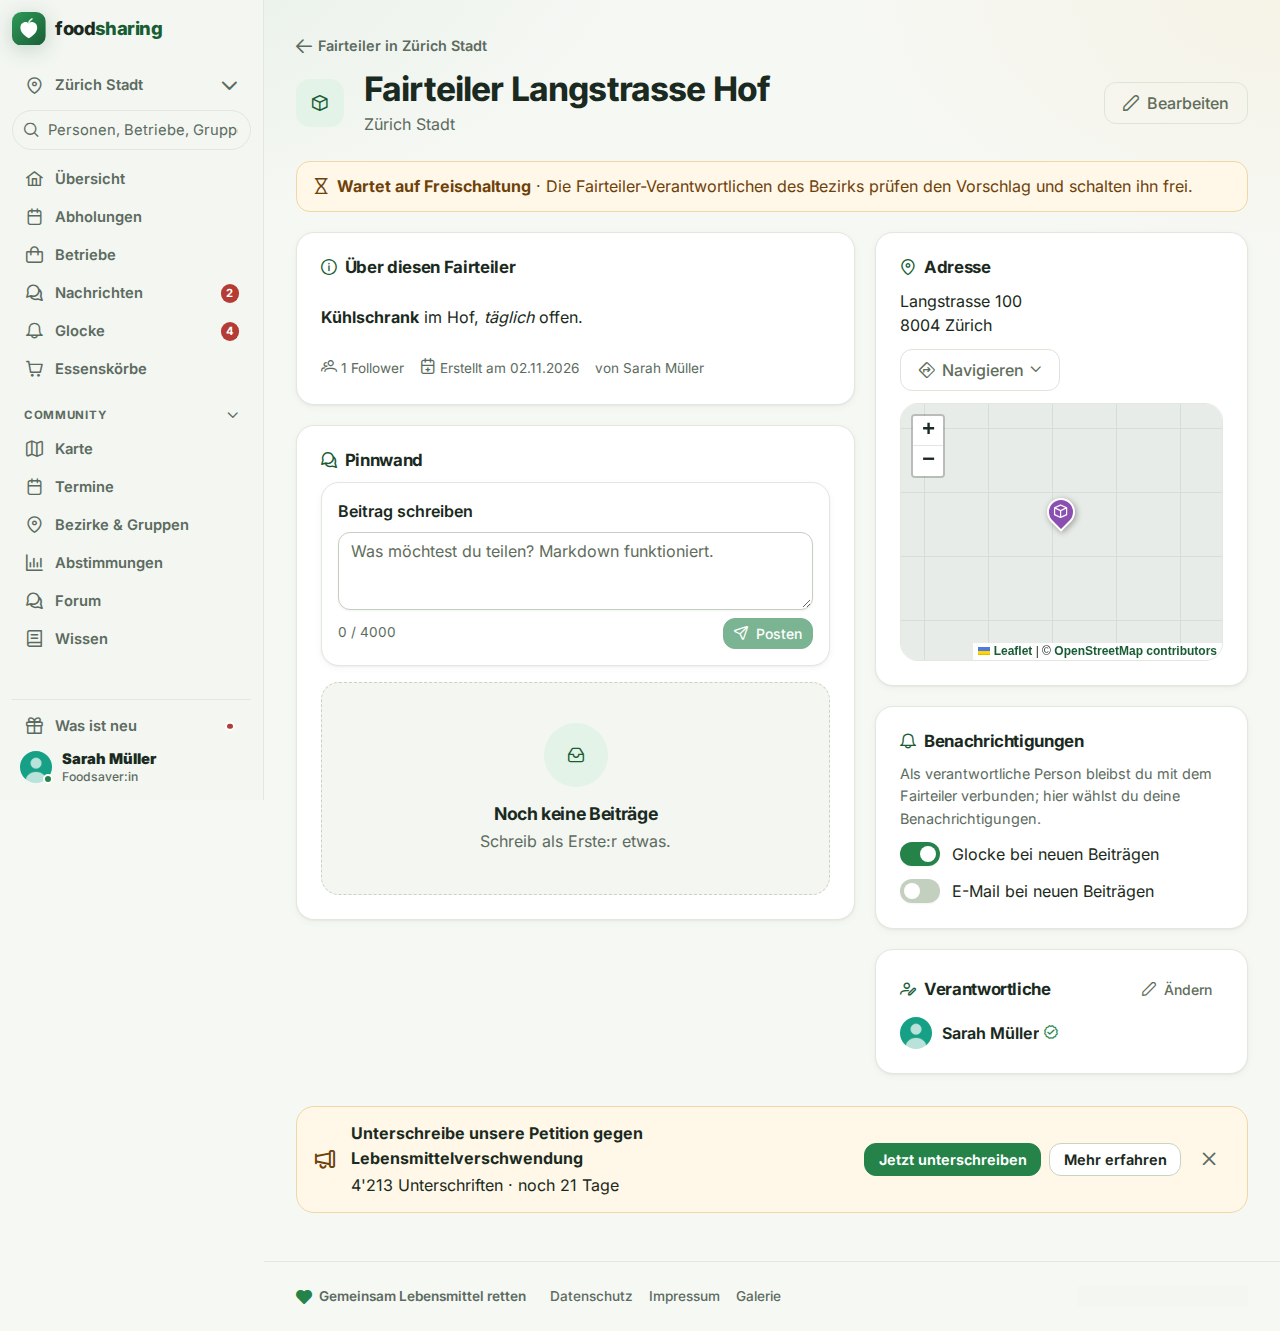 foodsharing
Zürich Stadt
Personen, Betriebe, Grupp
Übersicht
Abholungen
Betriebe
Nachrichten 2
Glocke 4
Essenskörbe
COMMUNITY
Karte
Termine
Bezirke & Gruppen
Abstimmungen
Forum
Wissen
Was ist neu
Sarah Müller
Foodsaver:in
Fairteiler in Zürich Stadt
Fairteiler Langstrasse Hof
Zürich Stadt
Bearbeiten
Wartet auf Freischaltung · Die Fairteiler-Verantwortlichen des Bezirks prüfen den Vorschlag und schalten ihn frei.
Über diesen Fairteiler
Kühlschrank im Hof, täglich offen.
1 Follower Erstellt am 02.11.2026 von Sarah Müller
Pinnwand
Beitrag schreiben
Was möchtest du teilen? Markdown funktioniert.
0 / 4000
Posten
Noch keine Beiträge
Schreib als Erste:r etwas.
Adresse
Langstrasse 100
8004 Zürich
Navigieren
+
−
Leaflet | © OpenStreetMap contributors
Benachrichtigungen
Als verantwortliche Person bleibst du mit dem
Fairteiler verbunden; hier wählst du deine
Benachrichtigungen.
Glocke bei neuen Beiträgen
E-Mail bei neuen Beiträgen
Verantwortliche
Ändern
Sarah Müller
Unterschreibe unsere Petition gegen
Lebensmittelverschwendung
4'213 Unterschriften · noch 21 Tage
Jetzt unterschreiben
Mehr erfahren
Gemeinsam Lebensmittel retten
Datenschutz
Impressum
Galerie